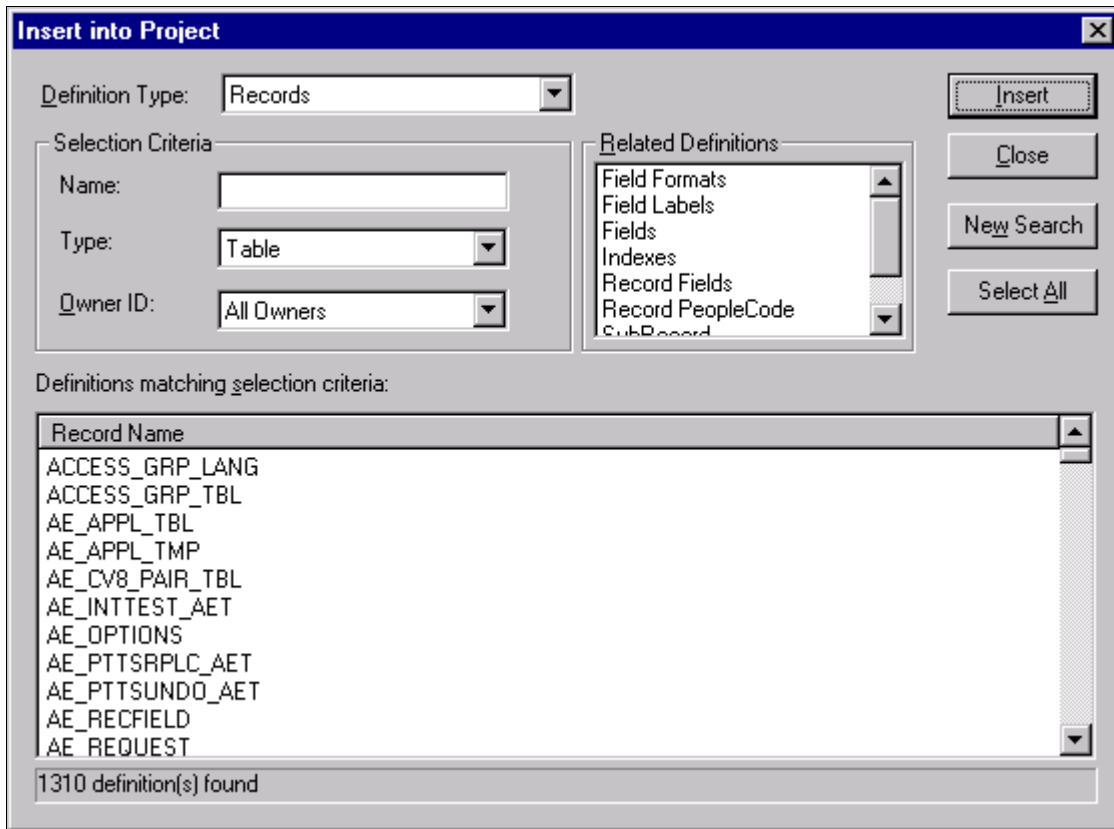 Insert into Project
Definition Type: Records
Insert
Selection Criteria
Related Definitions
Close
Name:
Type: Table
Owner ID: All Owners
Field Formats
Field Labels
Fields
Indexes
Record Fields
Record PeopleCode
SubRecord
New Search
Select All
Definitions matching selection criteria:
Record Name
ACCESS_GRP_LANG
ACCESS_GRP_TBL
AE_APPL_TBL
AE_APPL_TMP
AE_CV8_PAIR_TBL
AE_INTTEST_AET
AE_OPTIONS
AE_PTTSRPLC_AET
AE_PTTSUNDO_AET
AE_RECFIELD
AE_REQUEST
1310 definition(s) found